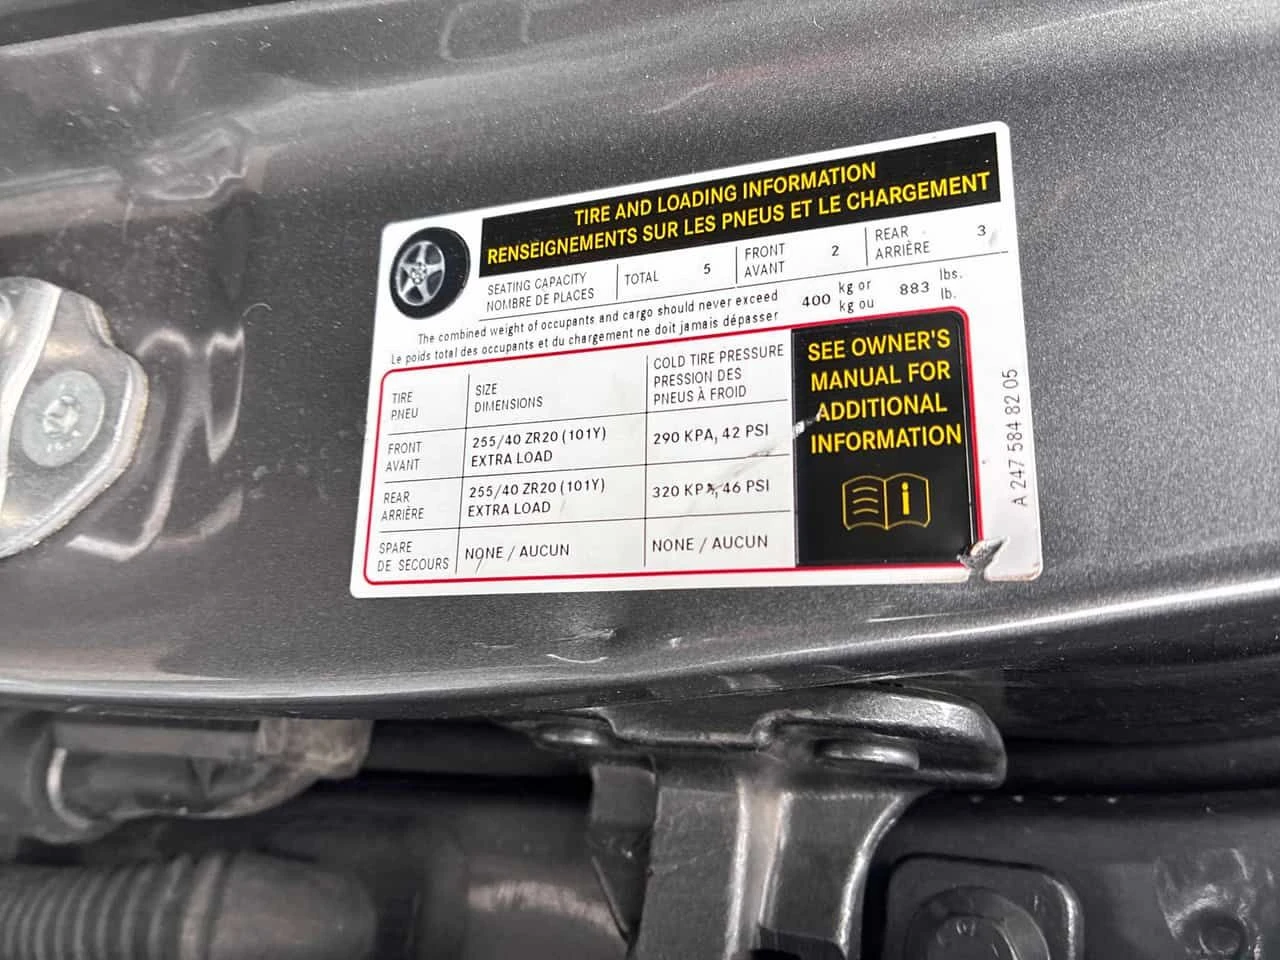 TIRE AND LOADING INFORMATION
RENSEIGNEMENTS SUR LES PNEUS ET LE CHARGEMENT
SEATING CAPACITY
NOMBRE DE PLACES
TOTAL 5
FRONT
AVANT
2
REAR
ARRIÈRE
3
The combined weight of occupants and cargo should never exceed
Le poids total des occupants et du chargement ne doit jamais dépasser
400 kg or
kg ou
883 lbs.
lb.
TIRE
PNEU
SIZE
DIMENSIONS
COLD TIRE PRESSURE
PRESSION DES
PNEUS À FROID
FRONT
AVANT
255/40 ZR20 (101Y)
EXTRA LOAD
290 KPA, 42 PSI
REAR
ARRIÈRE
255/40 ZR20 (101Y)
EXTRA LOAD
320 KPA, 46 PSI
SPARE
DE SECOURS
NONE / AUCUN
NONE / AUCUN
SEE OWNER'S
MANUAL FOR
ADDITIONAL
INFORMATION
A 247 584 82 05